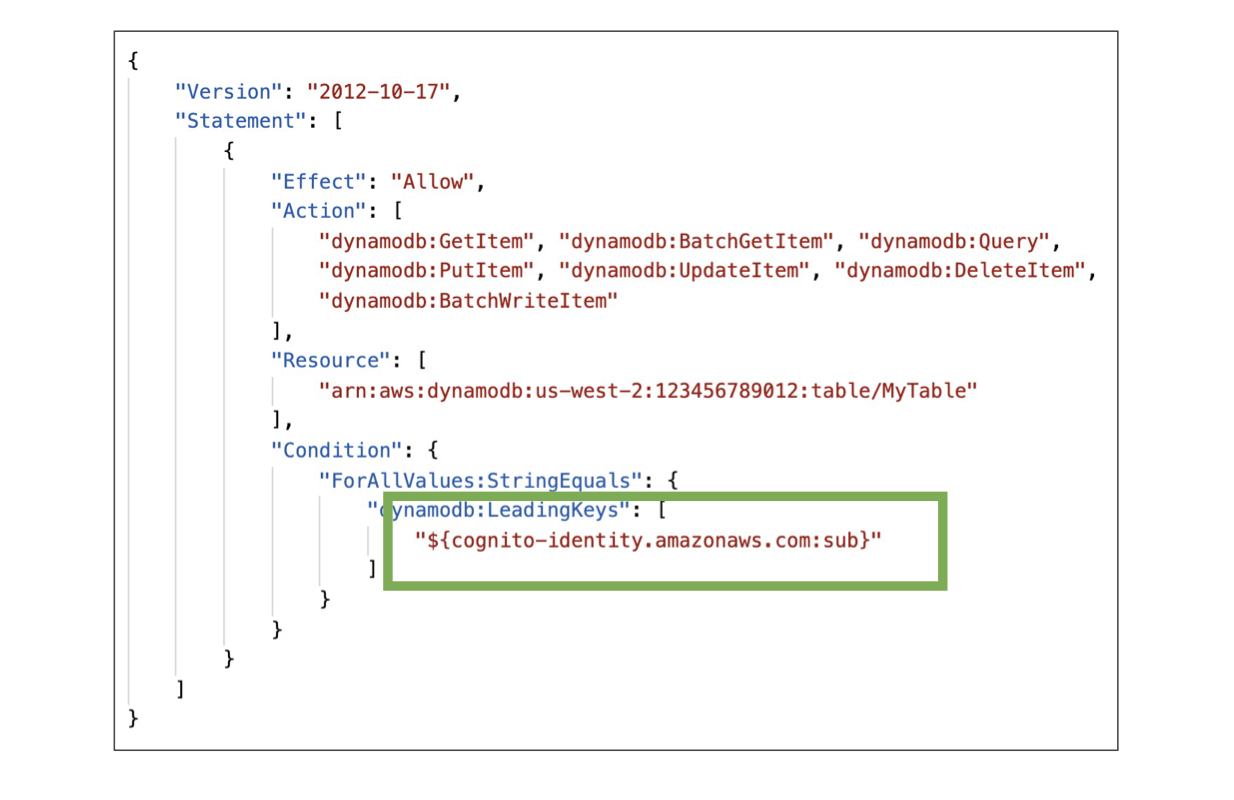 {
"Version": "2012-10-17",
"Statement": [
{
"Effect": "Allow",
"Action": [
"dynamodb:GetItem", "dynamodb:BatchGetItem", "dynamodb:Query",
"dynamodb:PutItem", "dynamodb:UpdateItem", "dynamodb:DeleteItem",
"dynamodb:BatchWriteItem"
],
"Resource": [
"arn:aws:dynamodb:us-west-2:123456789012:table/MyTable"
],
"Condition": {
"ForAllValues:StringEquals": {
"dynamodb:LeadingKeys": [
"${cognito-identity.amazonaws.com:sub}"
]
}
}
}
]
}